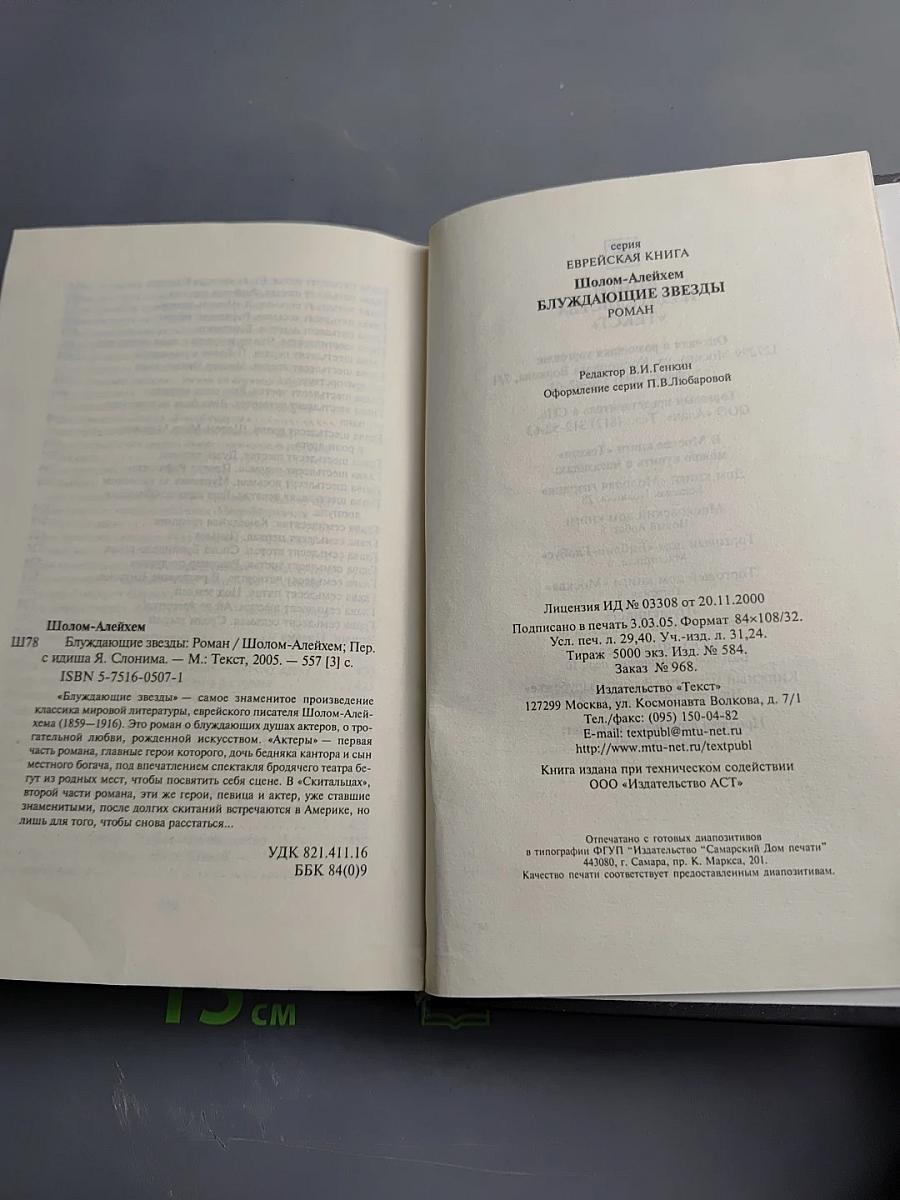 Шолом-Алейхем
Ш78 Блуждающие звезды: Роман / Шолом-Алейхем; Пер.
с идиша Я. Слонима. — М.: Текст, 2005. — 557 [3] с.
ISBN 5-7516-0507-1
«Блуждающие звезды» — самое знаменитое произведение
классика мировой литературы, еврейского писателя Шолом-Алей-
хема (1859—1916). Это роман о блуждающих душах актеров, о тро-
гательной любви, рожденной искусством. «Актеры» — первая
часть романа, главные герои которого, дочь бедняка кантора и сын
местного богача, под впечатлением спектакля бродячего театра бе-
гут из родных мест, чтобы посвятить себя сцене. В «Скитальцах»,
второй части романа, эти же герои, певица и актер, уже ставшие
знаменитыми, после долгих скитаний встречаются в Америке, но
лишь для того, чтобы снова расстаться...
УДК 821.411.16
ББК 84(0)9
серия
ЕВРЕЙСКАЯ КНИГА
Шолом-Алейхем
БЛУЖДАЮЩИЕ ЗВЕЗДЫ
РОМАН
Редактор В.И.Генкин
Оформление серии П.В.Любаровой
Лицензия ИД № 03308 от 20.11.2000
Подписано в печать 3.03.05. Формат 84×108/32.
Усл. печ. л. 29,40. Уч.-изд. л. 31,24.
Тираж 5000 экз. Изд. № 584.
Заказ № 968.
Издательство «Текст»
127299 Москва, ул. Космонавта Волкова, д. 7/1
Тел./факс: (095) 150-04-82
E-mail: textpubl@mtu-net.ru
http://www.mtu-net.ru/textpubl
Книга издана при техническом содействии
ООО «Издательство АСТ»
Отпечатано с готовых диапозитивов
в типографии ФГУП "Издательство "Самарский Дом печати"
443080, г. Самара, пр. К. Маркса, 201.
Качество печати соответствует предоставленным диапозитивам.
15 СМ